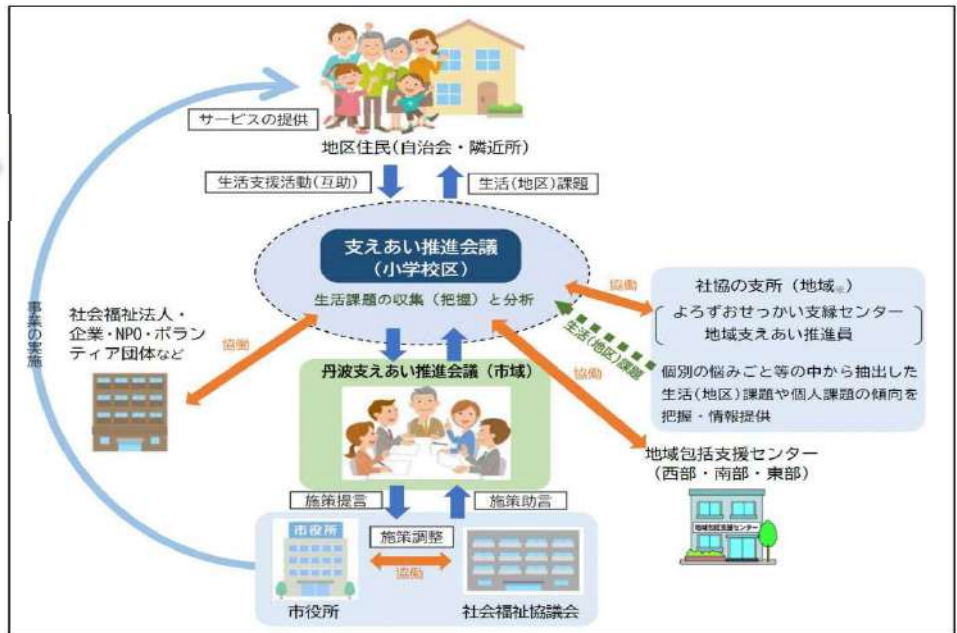 サービスの提供
地区住民(自治会・隣近所)
生活支援活動(互助)
生活(地区)課題
支えあい推進会議
(小学校区)
生活課題の収集（把握）と分析
事業の実施
社会福祉法人・
企業・NPO・ボラン
ティア団体など
協働
協働
社協の支所（地域※）
よろずおせっかい支縁センター
地域支えあい推進員
生活(地区)課題
個別の悩みごと等の中から抽出した
生活(地区)課題や個人課題の傾向を
把握・情報提供
協働
丹波支えあい推進会議（市域）
地域包括支援センター
(西部・南部・東部)
地域包括支援センター
施策提言
施策助言
市役所
施策調整
協働
市役所
社会福祉協議会